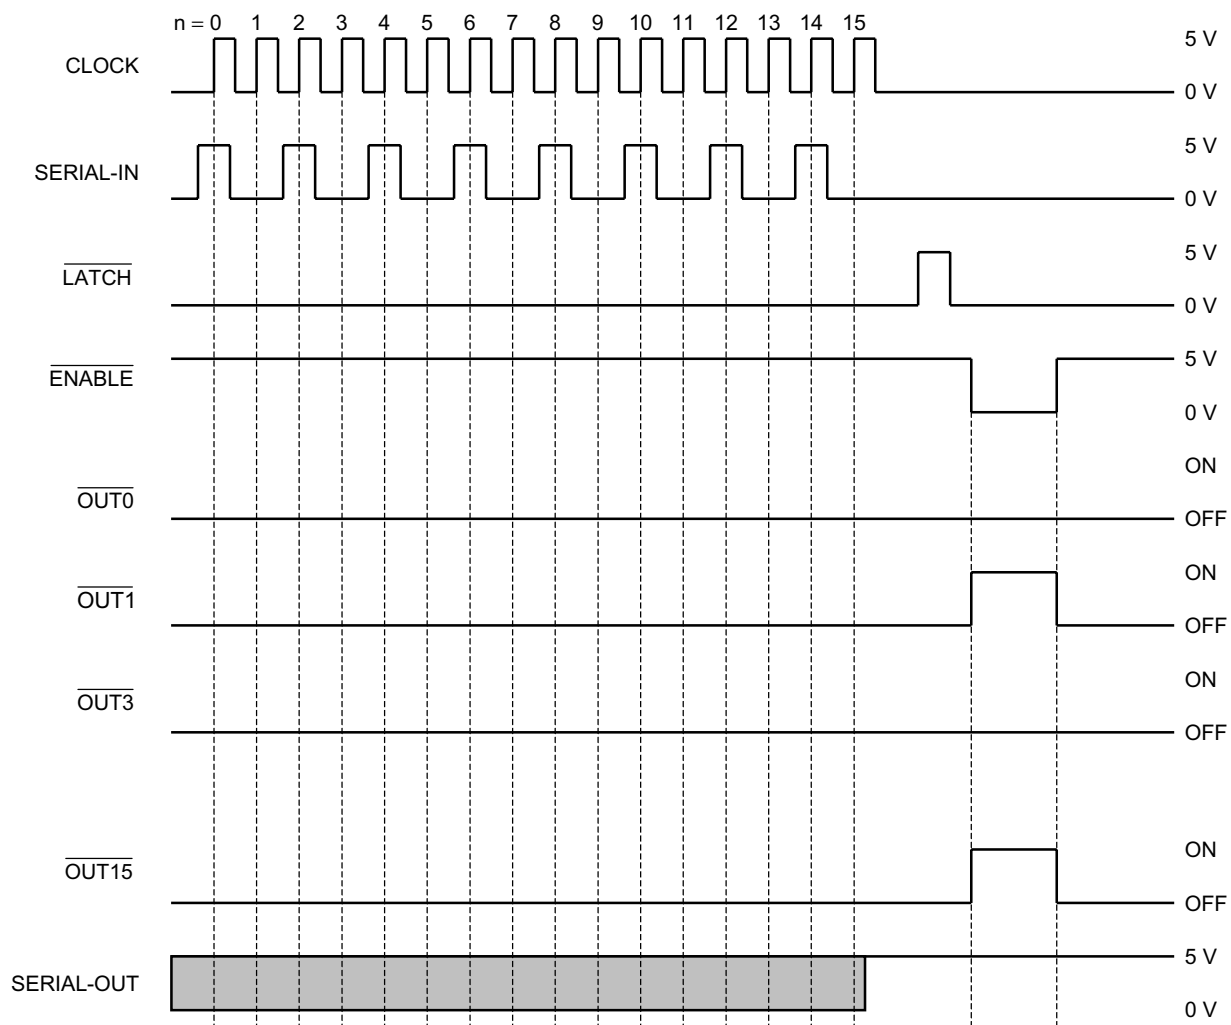 n = 0 1 2 3 4 5 6 7 8 9 10 11 12 13 14 15
5 V
CLOCK
0 V
5 V
SERIAL-IN
0 V
5 V
LATCH
0 V
5 V
ENABLE
0 V
ON
OUT0
OFF
ON
OUT1
OFF
ON
OUT3
OFF
ON
OUT15
OFF
5 V
SERIAL-OUT
0 V